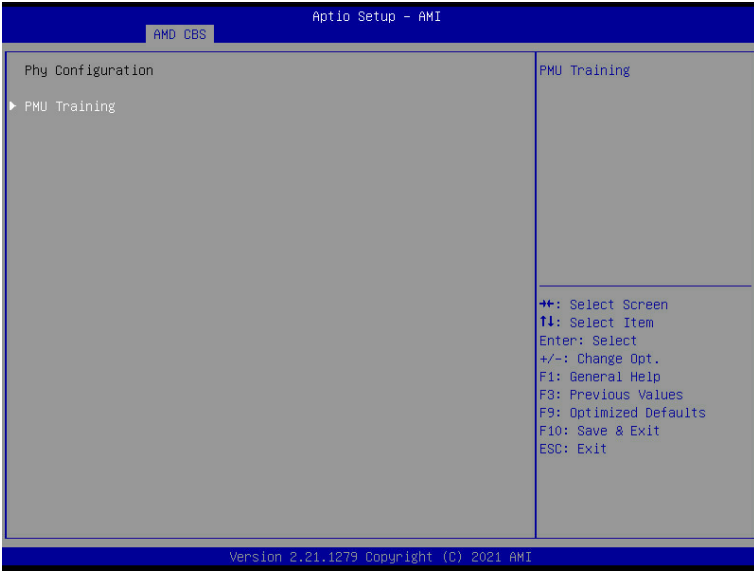 Aptio Setup – AMI
AMD CBS
Phy Configuration
PMU Training
PMU Training
→←: Select Screen
↑↓: Select Item
Enter: Select
+/-: Change Opt.
F1: General Help
F3: Previous Values
F9: Optimized Defaults
F10: Save & Exit
ESC: Exit
Version 2.21.1279 Copyright (C) 2021 AMI